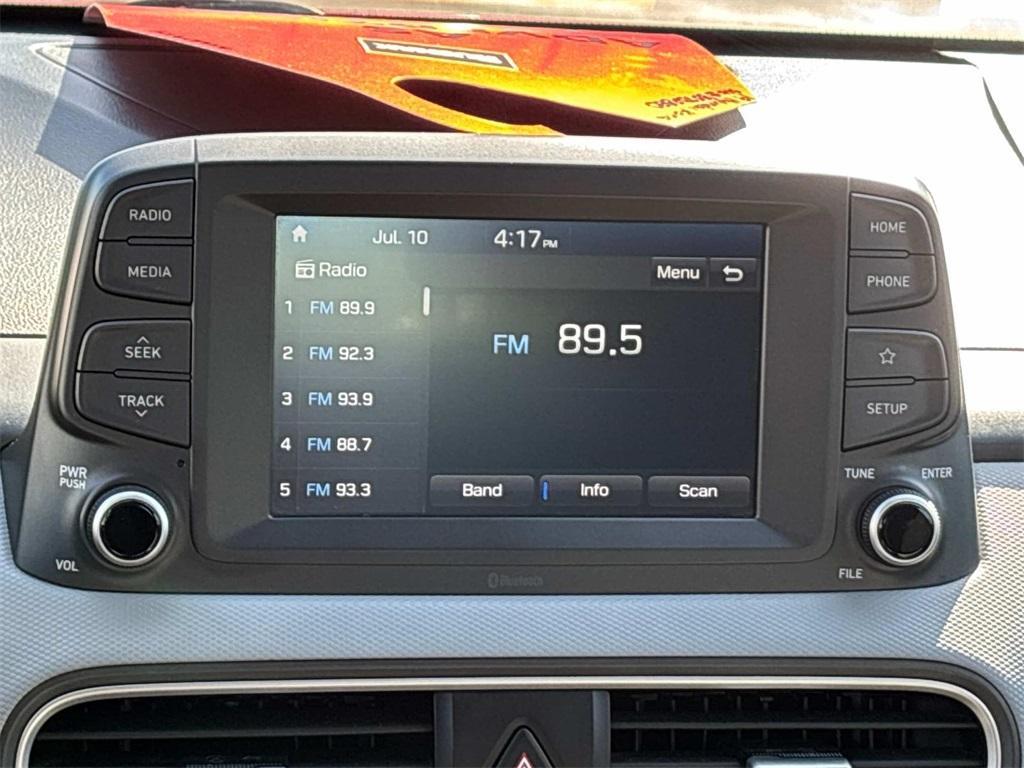 RADIO
MEDIA
SEEK
TRACK
PWR
PUSH
VOL
Jul. 10 4:17 PM
Radio
Menu
1 FM 89.9
2 FM 92.3
3 FM 93.9
4 FM 88.7
5 FM 93.3
FM 89.5
Band
Info
Scan
HOME
PHONE
SETUP
TUNE
ENTER
FILE
Bluetooth